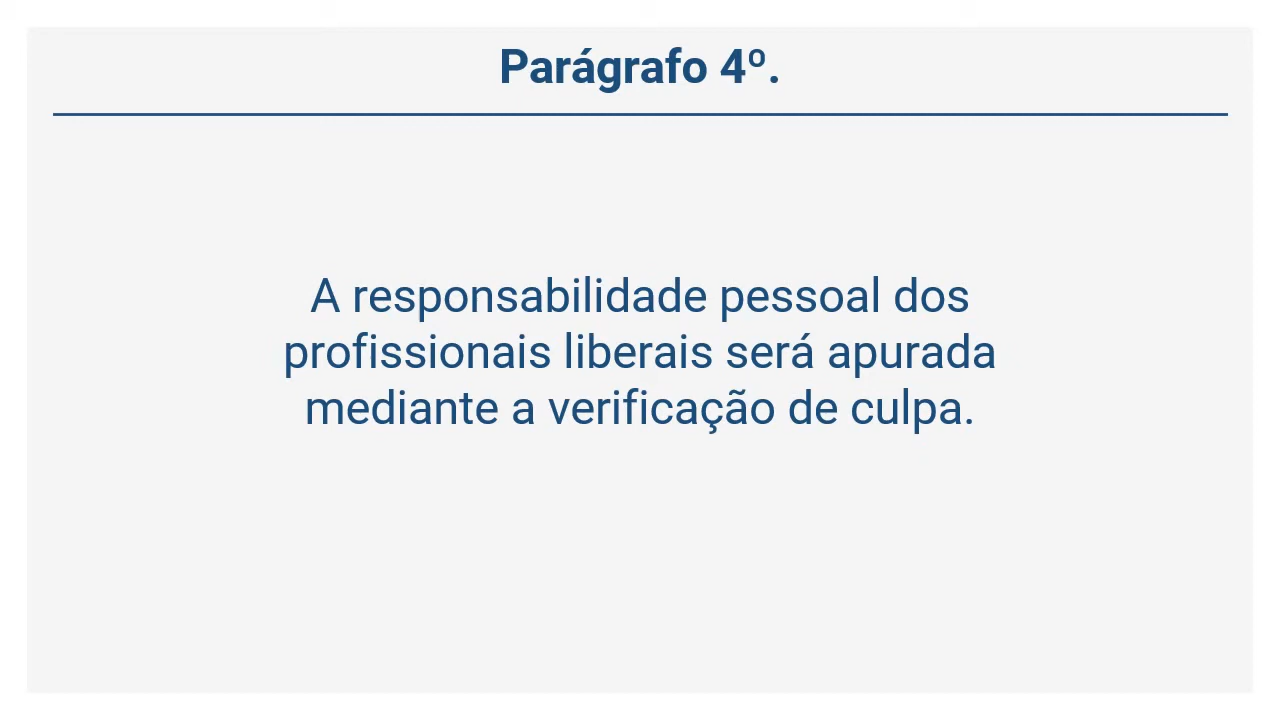 Parágrafo 4º.
A responsabilidade pessoal dos
profissionais liberais será apurada
mediante a verificação de culpa.